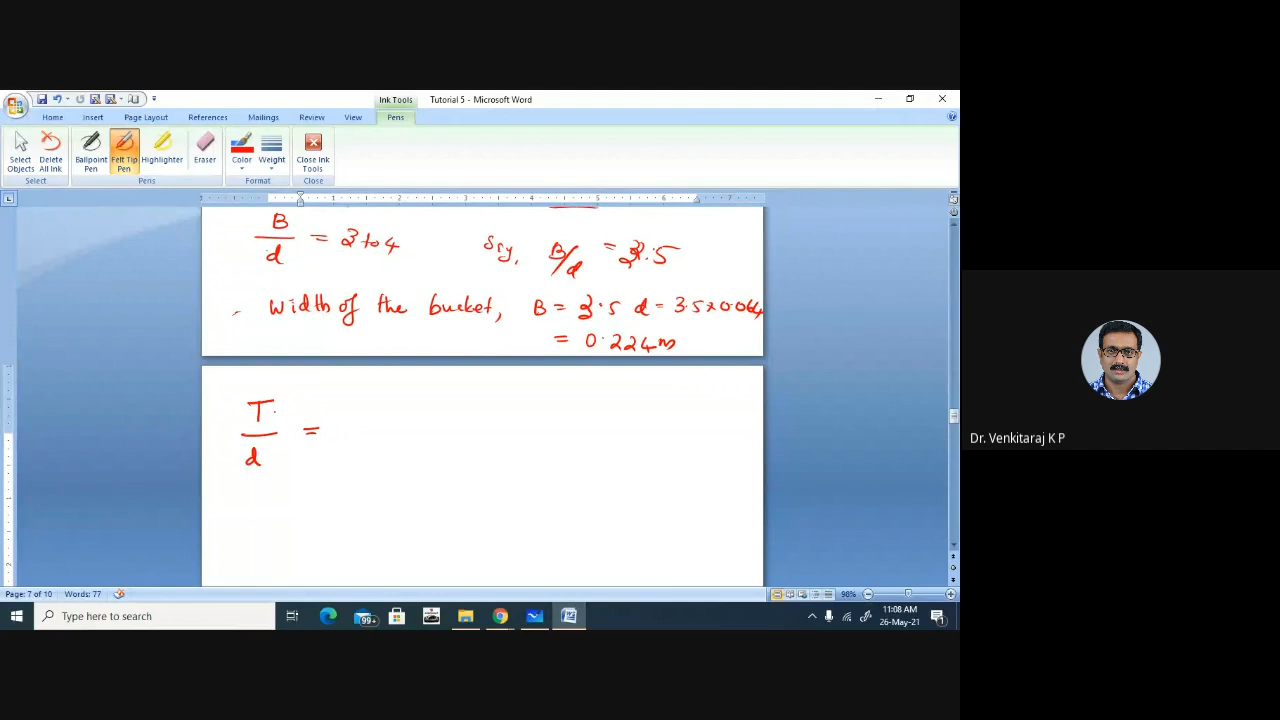 Ink Tools
Tutorial 5 - Microsoft Word
Home Insert Page Layout References Mailings Review View Pens
Select Objects
Delete All Ink
Ballpoint Pen
Felt Tip Pen
Highlighter
Eraser
Color
Weight
Close Ink Tools
Select Pens Format Close
B/d = 3 to 4 Say, B/d = 3.5
Width of the bucket, B = 3.5 d = 3.5 x 0.064
= 0.224 m
T/d =
Dr. Venkitaraj K P
Page: 7 of 10 Words: 77
98%
Type here to search
99+
11:08 AM
26-May-21
1